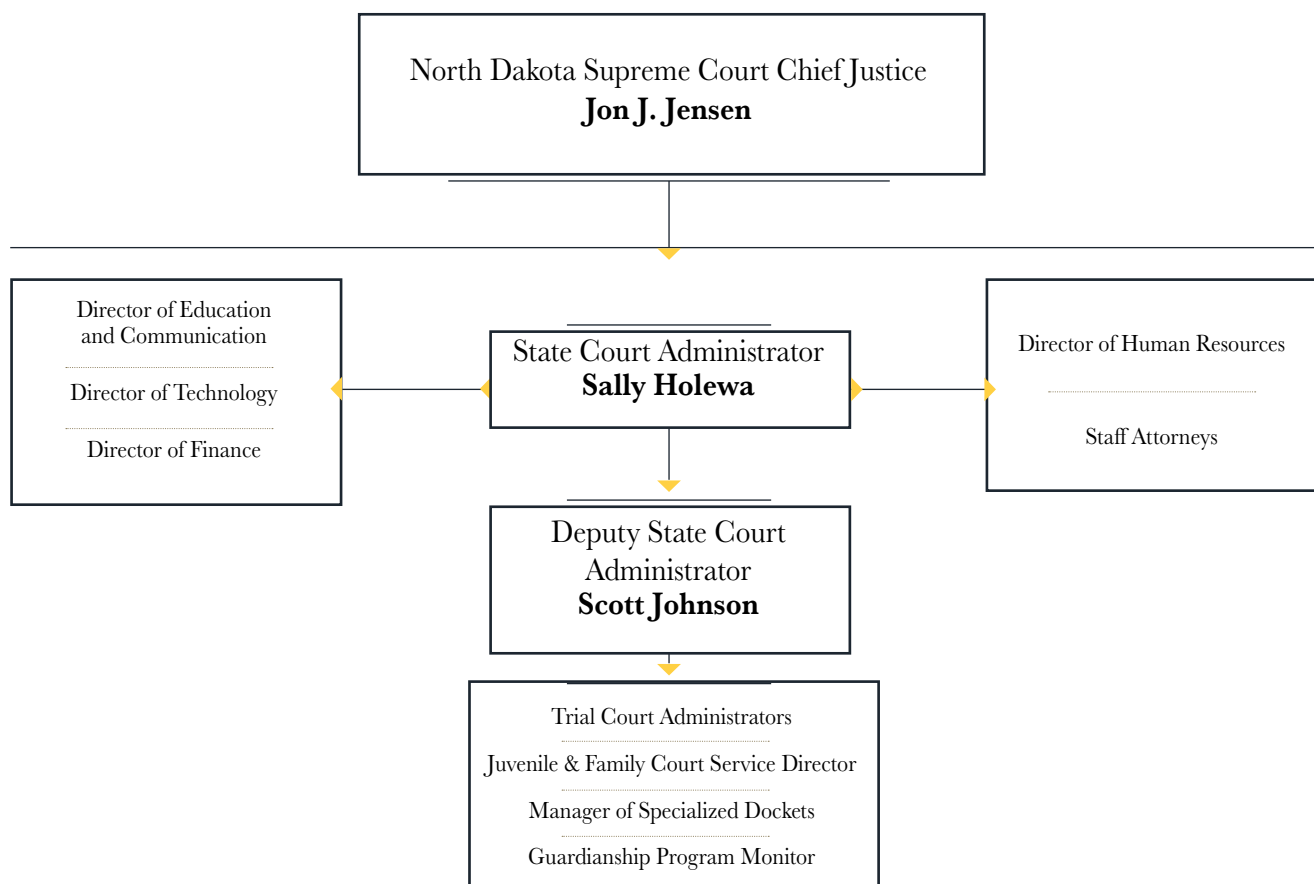 North Dakota Supreme Court Chief Justice
Jon J. Jensen
Director of Education
and Communication
Director of Technology
Director of Finance
State Court Administrator
Sally Holewa
Director of Human Resources
Staff Attorneys
Deputy State Court
Administrator
Scott Johnson
Trial Court Administrators
Juvenile & Family Court Service Director
Manager of Specialized Dockets
Guardianship Program Monitor